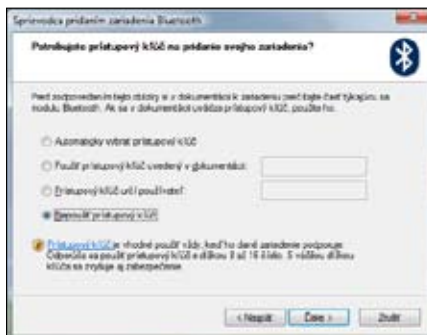 Sprievodca pridaním zariadenia Bluetooth
Potrebujete prístupový kľúč na pridanie svojho zariadenia?
Pred zodpovedaním tejto otázky si v dokumentácii k zariadeniu prečítajte časť týkajúcu sa
modulu Bluetooth. Ak sa v dokumentácii uvádza prístupový kľúč, použite ho.
Automaticky vybrať prístupový kľúč
Použiť prístupový kľúč uvedený v dokumentácii:
Prístupový kľúč určí používateľ:
Nepoužiť prístupový kľúč
Prístupový kľúč je vhodné použiť vždy, keď ho dané zariadenie podporuje.
Odporúča sa použiť prístupový kľúč s dĺžkou 8 až 16 číslic. S väčšou dĺžkou
kľúča sa zvyšuje aj zabezpečenie.
< Naspäť
Ďalej >
Zrušiť